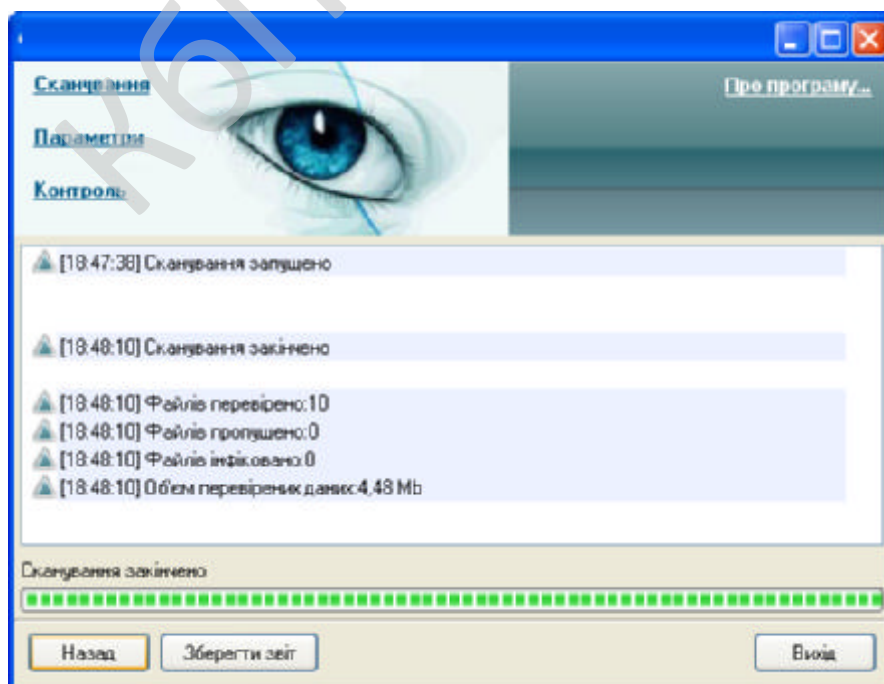 Сканування
Про програму...
Параметри
Контроль
[18:47:38] Сканування запущено
[18:48:10] Сканування закінчено
[18:48:10] Файлів перевірено:10
[18:48:10] Файлів пропущено:0
[18:48:10] Файлів інфіковано:0
[18:48:10] Об'єм перевірених даних:4,48 Mb
Сканування закінчено
Назад
Зберегти звіт
Вихід